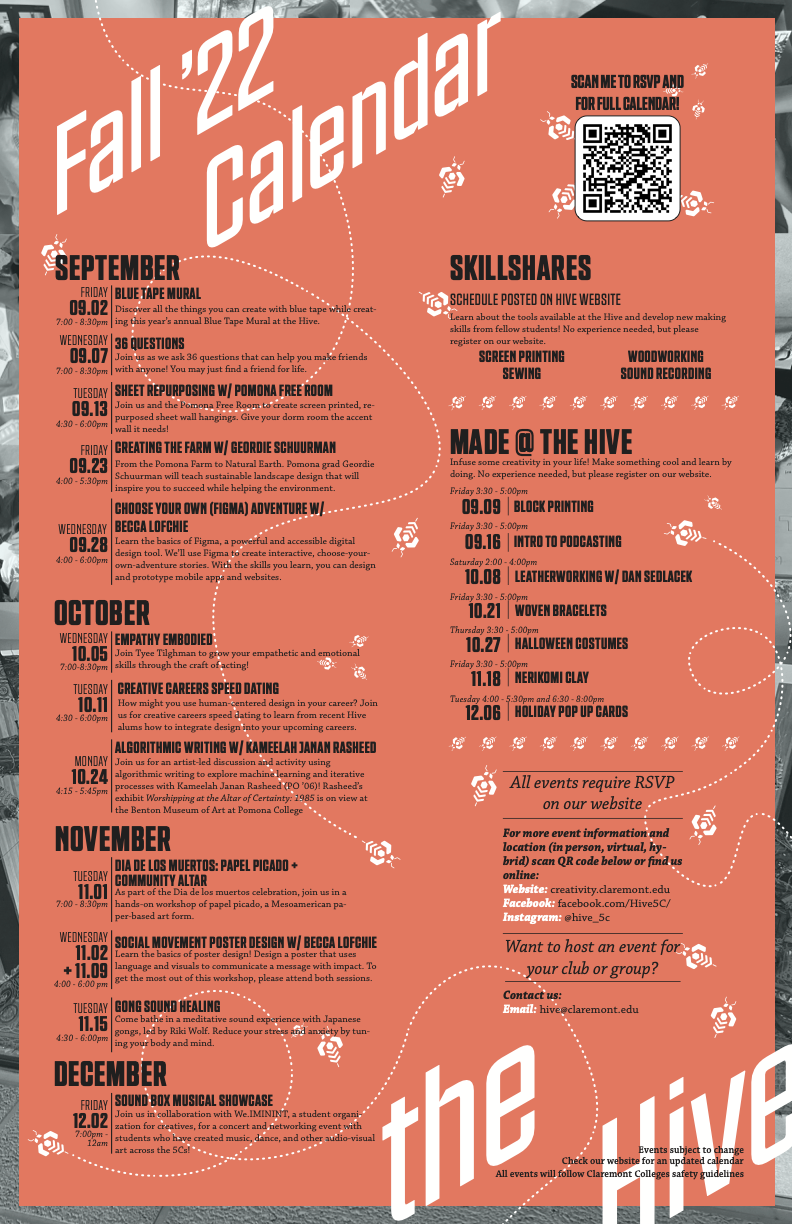 Fall '22
Calendar
SCAN ME TO RSVP AND
FOR FULL CALENDAR!
SEPTEMBER
FRIDAY
09.02
7:00 - 8:30pm
BLUE TAPE MURAL
Discover all the things you can create with blue tape while creat-
ing this year's annual Blue Tape Mural at the Hive.
WEDNESDAY
09.07
7:00 - 8:30pm
36 QUESTIONS
Join us as we ask 36 questions that can help you make friends
with anyone! You may just find a friend for life.
TUESDAY
09.13
4:30 - 6:00pm
SHEET REPURPOSING W/ POMONA FREE ROOM
Join us and the Pomona Free Room to create screen printed, re-
purposed sheet wall hangings. Give your dorm room the accent
wall it needs!
FRIDAY
09.23
4:00 - 5:30pm
CREATING THE FARM W/ GEORDIE SCHUURMAN
From the Pomona Farm to Natural Earth. Pomona grad Geordie
Schuurman will teach sustainable landscape design that will
inspire you to succeed while helping the environment.
WEDNESDAY
09.28
4:00 - 6:00pm
CHOOSE YOUR OWN (FIGMA) ADVENTURE W/
BECCA LOFCHIE
Learn the basics of Figma, a powerful and accessible digital
design tool. We'll use Figma to create interactive, choose-your-
own-adventure stories. With the skills you learn, you can design
and prototype mobile apps and websites.
OCTOBER
WEDNESDAY
10.05
7:00-8:30pm
EMPATHY EMBODIED
Join Tyee Tilghman to grow your empathetic and emotional
skills through the craft of acting!
TUESDAY
10.11
4:30 - 6:00pm
CREATIVE CAREERS SPEED DATING
How might you use human-centered design in your career? Join
us for creative careers speed dating to learn from recent Hive
alums how to integrate design into your upcoming careers.
MONDAY
10.24
4:15 - 5:45pm
ALGORITHMIC WRITING W/ KAMEELAH JANAN RASHEED
Join us for an artist-led discussion and activity using
algorithmic writing to explore machine learning and iterative
processes with Kameelah Janan Rasheed (PO '06)! Rasheed's
exhibit Worshipping at the Altar of Certainty: 1985 is on view at
the Benton Museum of Art at Pomona College
NOVEMBER
TUESDAY
11.01
7:00 - 8:30pm
DIA DE LOS MUERTOS: PAPEL PICADO +
COMMUNITY ALTAR
As part of the Dia de los muertos celebration, join us in a
hands-on workshop of papel picado, a Mesoamerican pa-
per-based art form.
WEDNESDAY
11.02
+ 11.09
4:00 - 6:00 pm
SOCIAL MOVEMENT POSTER DESIGN W/ BECCA LOFCHIE
Learn the basics of poster design! Design a poster that uses
language and visuals to communicate a message with impact. To
get the most out of this workshop, please attend both sessions.
TUESDAY
11.15
4:30 - 6:00pm
GONG SOUND HEALING
Come bathe in a meditative sound experience with Japanese
gongs, led by Riki Wolf. Reduce your stress and anxiety by tun-
ing your body and mind.
DECEMBER
FRIDAY
12.02
7:00pm -
12am
SOUND BOX MUSICAL SHOWCASE
Join us in collaboration with We.IMININT, a student organi-
zation for creatives, for a concert and networking event with
students who have created music, dance, and other audio-visual
art across the 5Cs!
SKILLSHARES
SCHEDULE POSTED ON HIVE WEBSITE
Learn about the tools available at the Hive and develop new making
skills from fellow students! No experience needed, but please
register on our website.
SCREEN PRINTING
WOODWORKING
SEWING
SOUND RECORDING
MADE @ THE HIVE
Infuse some creativity in your life! Make something cool and learn by
doing. No experience needed, but please register on our website.
Friday 3:30 - 5:00pm
09.09 BLOCK PRINTING
Friday 3:30 - 5:00pm
09.16 INTRO TO PODCASTING
Saturday 2:00 - 4:00pm
10.08 LEATHERWORKING W/ DAN SEDLACEK
Friday 3:30 - 5:00pm
10.21 WOVEN BRACELETS
Thursday 3:30 - 5:00pm
10.27 HALLOWEEN COSTUMES
Friday 3:30 - 5:00pm
11.18 NERIKOMI CLAY
Tuesday 4:00 - 5:30pm and 6:30 - 8:00pm
12.06 HOLIDAY POP UP CARDS
All events require RSVP
on our website
For more event information and
location (in person, virtual, hy-
brid) scan QR code below or find us
online:
Website: creativity.claremont.edu
Facebook: facebook.com/Hive5C/
Instagram: @hive_5c
Want to host an event for
your club or group?
Contact us:
Email: hive@claremont.edu
the
Hive
Events subject to change
Check our website for an updated calendar
All events will follow Claremont Colleges safety guidelines